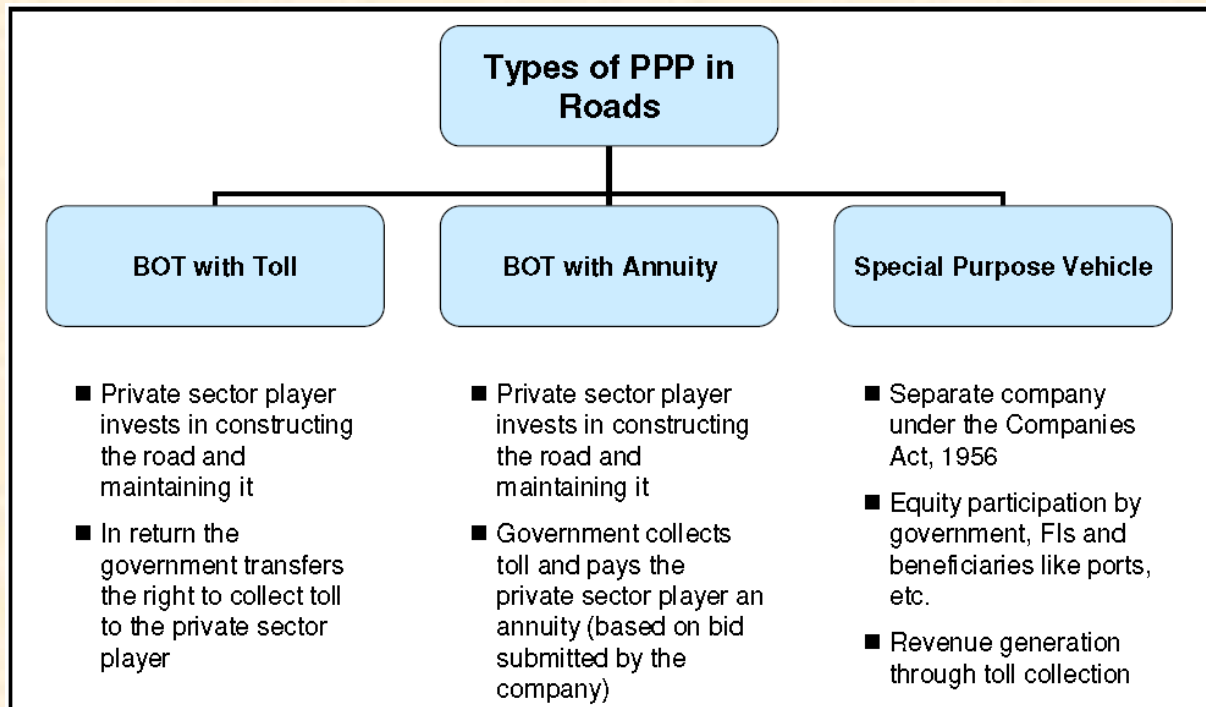 Types of PPP in
Roads
BOT with Toll
BOT with Annuity
Special Purpose Vehicle
■ Private sector player
invests in constructing
the road and
maintaining it
■ In return the
government transfers
the right to collect toll
to the private sector
player
■ Private sector player
invests in constructing
the road and
maintaining it
■ Government collects
toll and pays the
private sector player an
annuity (based on bid
submitted by the
company)
■ Separate company
under the Companies
Act, 1956
■ Equity participation by
government, FIs and
beneficiaries like ports,
etc.
■ Revenue generation
through toll collection